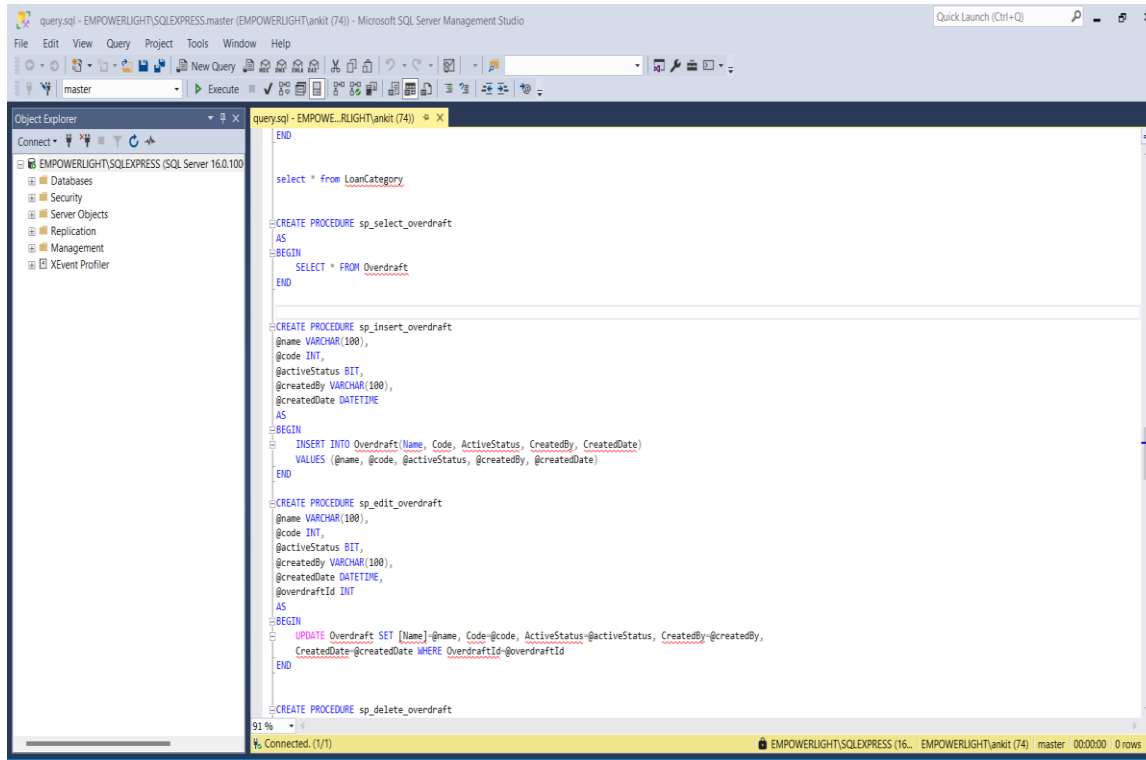 query.sql - EMPOWERLIGHT\SQLEXPRESS.master (EMPOWERLIGHT\ankit (74)) - Microsoft SQL Server Management Studio
Quick Launch (Ctrl+Q)
File Edit View Query Project Tools Window Help
New Query
master Execute
Object Explorer
query.sql - EMPOWE...RLIGHT\ankit (74))
Connect
EMPOWERLIGHT\SQLEXPRESS (SQL Server 16.0.100
Databases
Security
Server Objects
Replication
Management
XEvent Profiler
END
select * from LoanCategory
CREATE PROCEDURE sp_select_overdraft
AS
BEGIN
SELECT * FROM Overdraft
END
CREATE PROCEDURE sp_insert_overdraft
@name VARCHAR(100),
@code INT,
@activeStatus BIT,
@createdBy VARCHAR(100),
@createdDate DATETIME
AS
BEGIN
INSERT INTO Overdraft(Name, Code, ActiveStatus, CreatedBy, CreatedDate)
VALUES (@name, @code, @activeStatus, @createdBy, @createdDate)
END
CREATE PROCEDURE sp_edit_overdraft
@name VARCHAR(100),
@code INT,
@activeStatus BIT,
@createdBy VARCHAR(100),
@createdDate DATETIME,
@overdraftId INT
AS
BEGIN
UPDATE Overdraft SET [Name]=@name, Code=@code, ActiveStatus=@activeStatus, CreatedBy=@createdBy,
CreatedDate=@createdDate WHERE OverdraftId=@overdraftId
END
CREATE PROCEDURE sp_delete_overdraft
91 %
Connected. (1/1)
EMPOWERLIGHT\SQLEXPRESS (16... EMPOWERLIGHT\ankit (74) master 00:00:00 0 rows